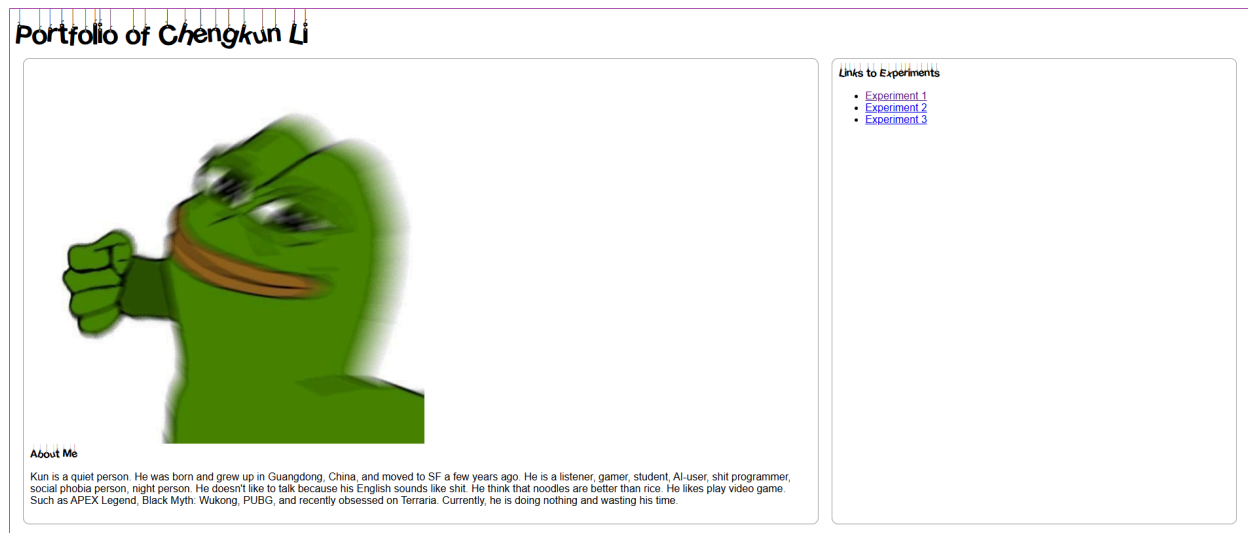 Portfolio of Chengkun Li
Links to Experiments
Experiment 1
Experiment 2
Experiment 3
About Me
Kun is a quiet person. He was born and grew up in Guangdong, China, and moved to SF a few years ago. He is a listener, gamer, student, AI-user, shit programmer,
social phobia person, night person. He doesn't like to talk because his English sounds like shit. He think that noodles are better than rice. He likes play video game.
Such as APEX Legend, Black Myth: Wukong, PUBG, and recently obsessed on Terraria. Currently, he is doing nothing and wasting his time.